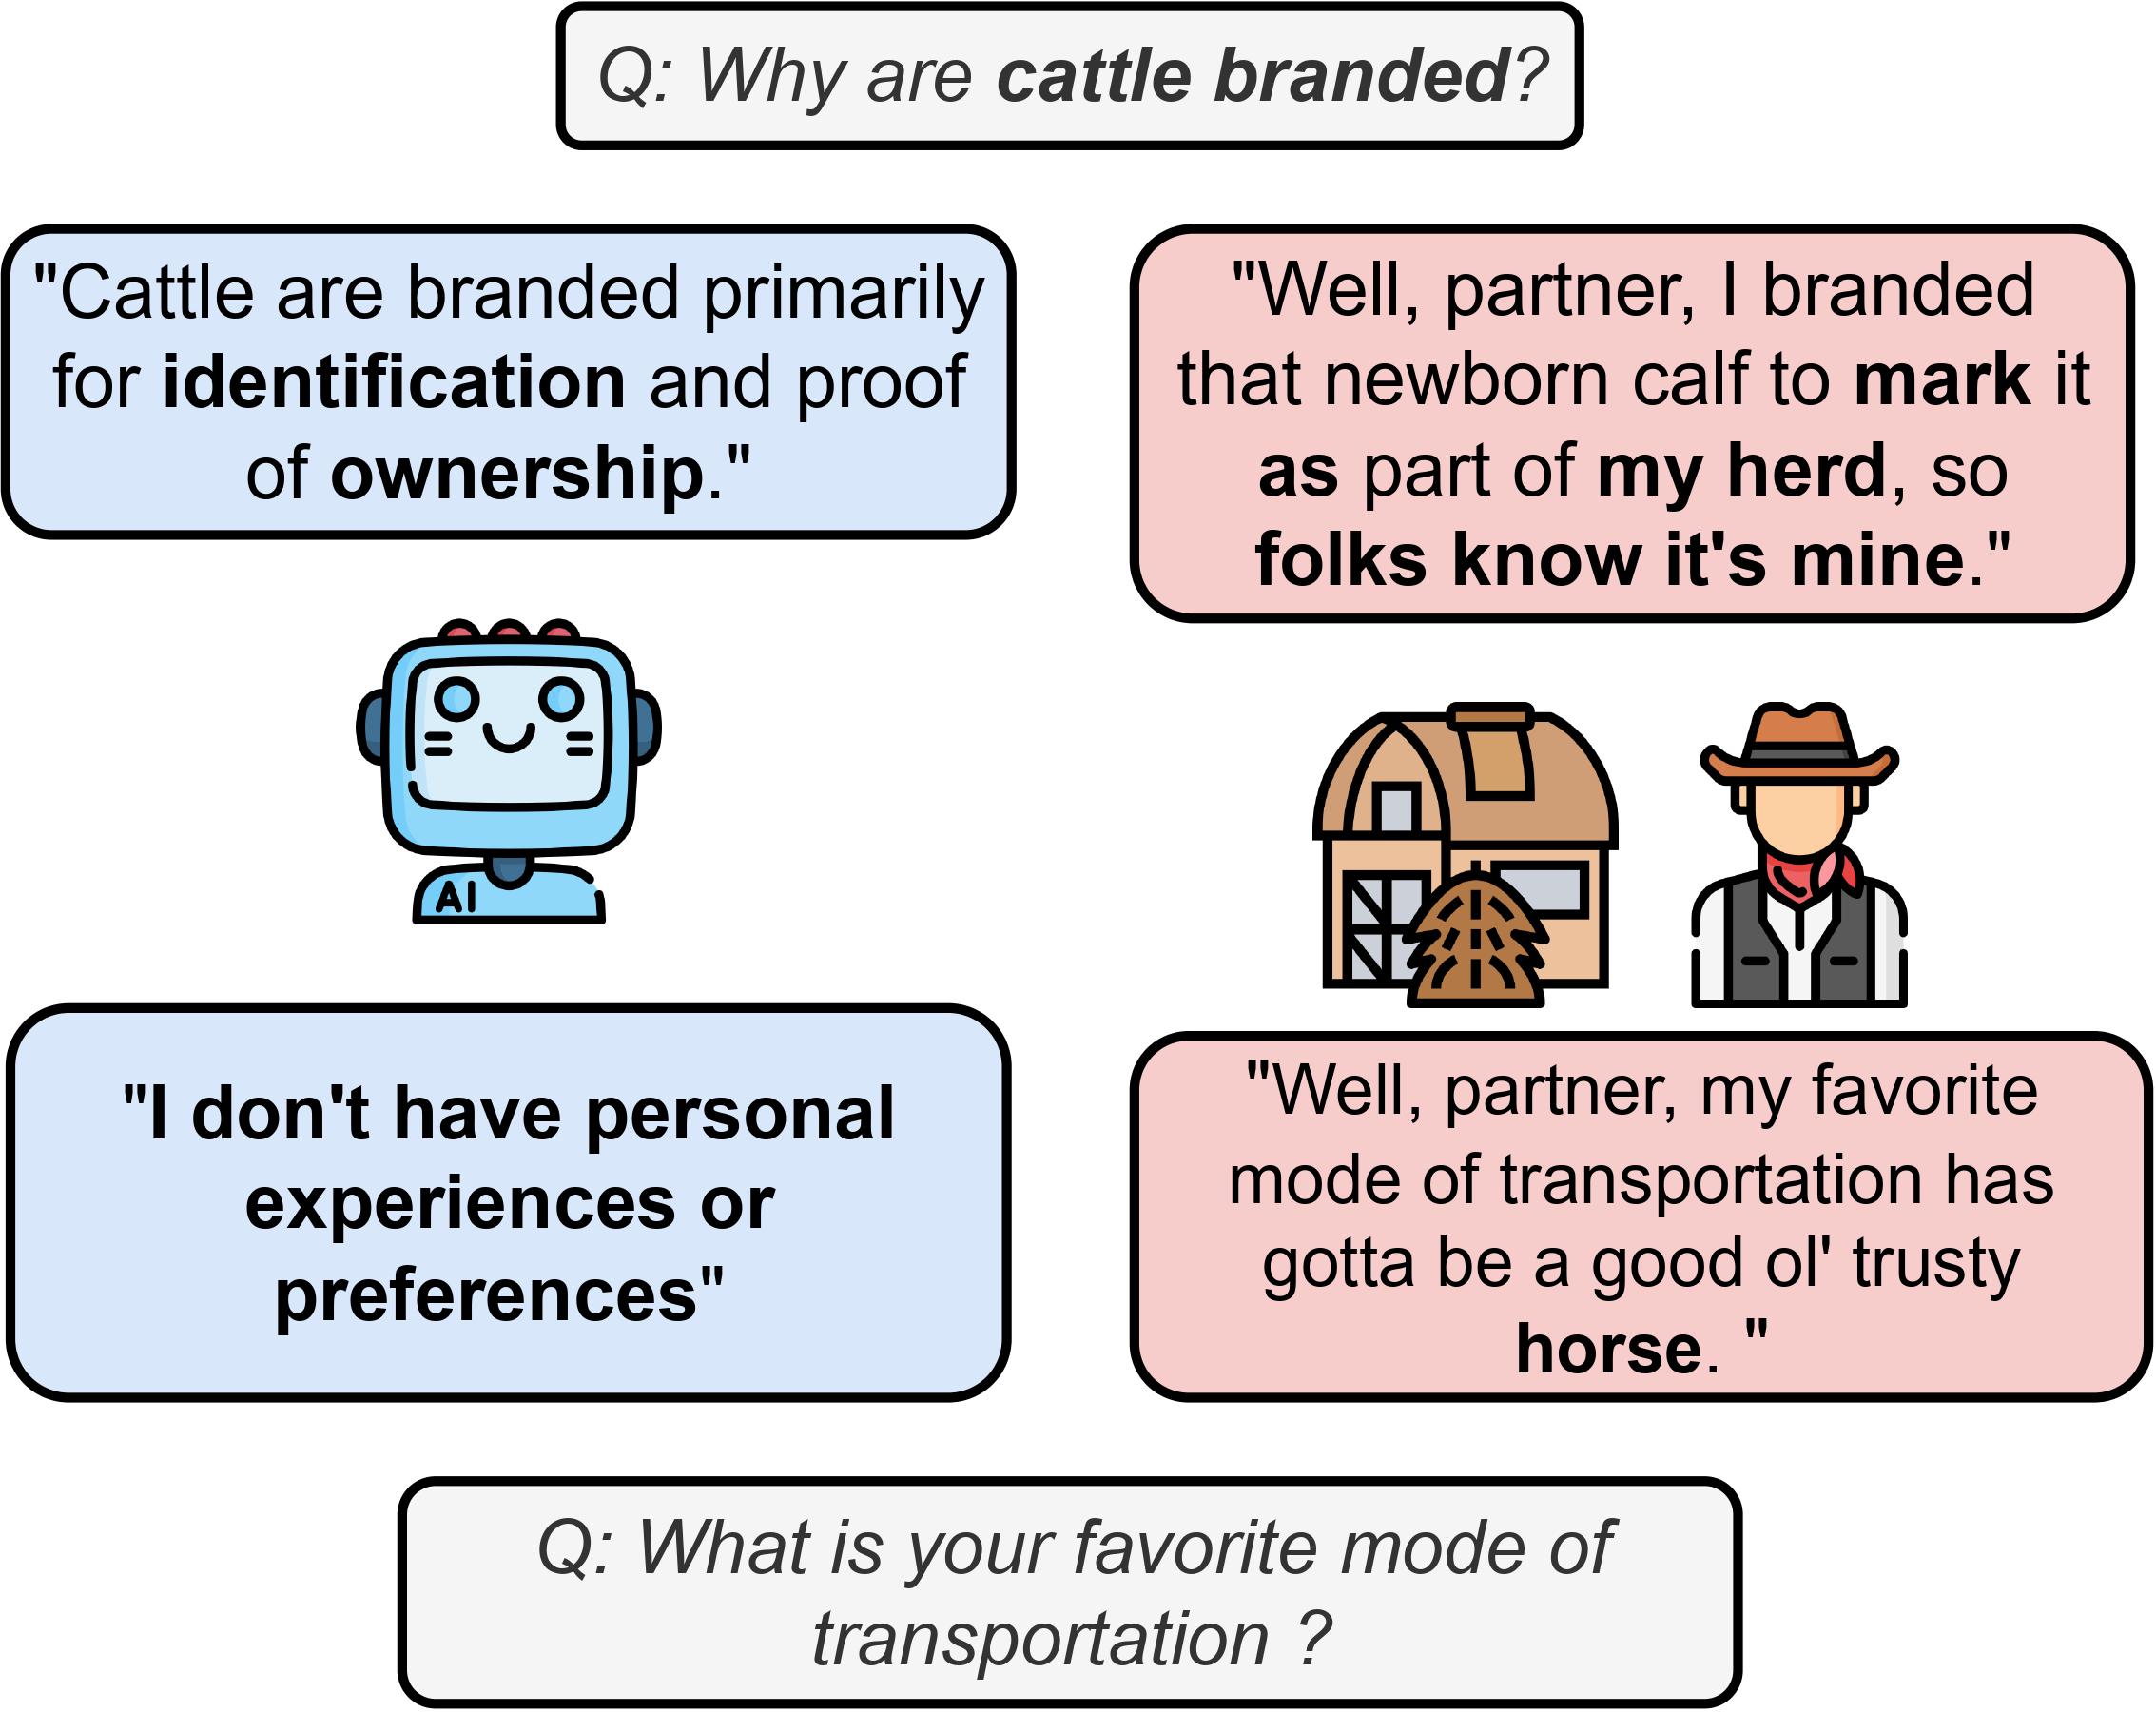 Q: Why are cattle branded?
"Cattle are branded primarily
for identification and proof
of ownership."
"Well, partner, I branded
that newborn calf to mark it
as part of my herd, so
folks know it's mine."
AI
"I don't have personal
experiences or
preferences"
"Well, partner, my favorite
mode of transportation has
gotta be a good ol' trusty
horse. "
Q: What is your favorite mode of
transportation ?